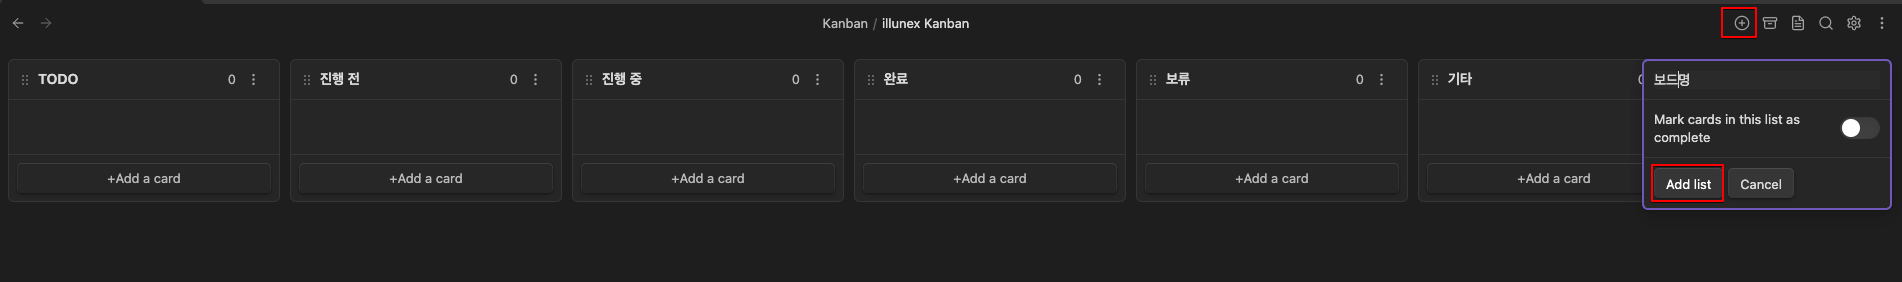 Kanban / illunex Kanban
TODO 0
진행 전 0
진행 중 0
완료 0
보류 0
기타
보드명
Mark cards in this list as
complete
+Add a card
+Add a card
+Add a card
+Add a card
+Add a card
+Add a card
Add list
Cancel